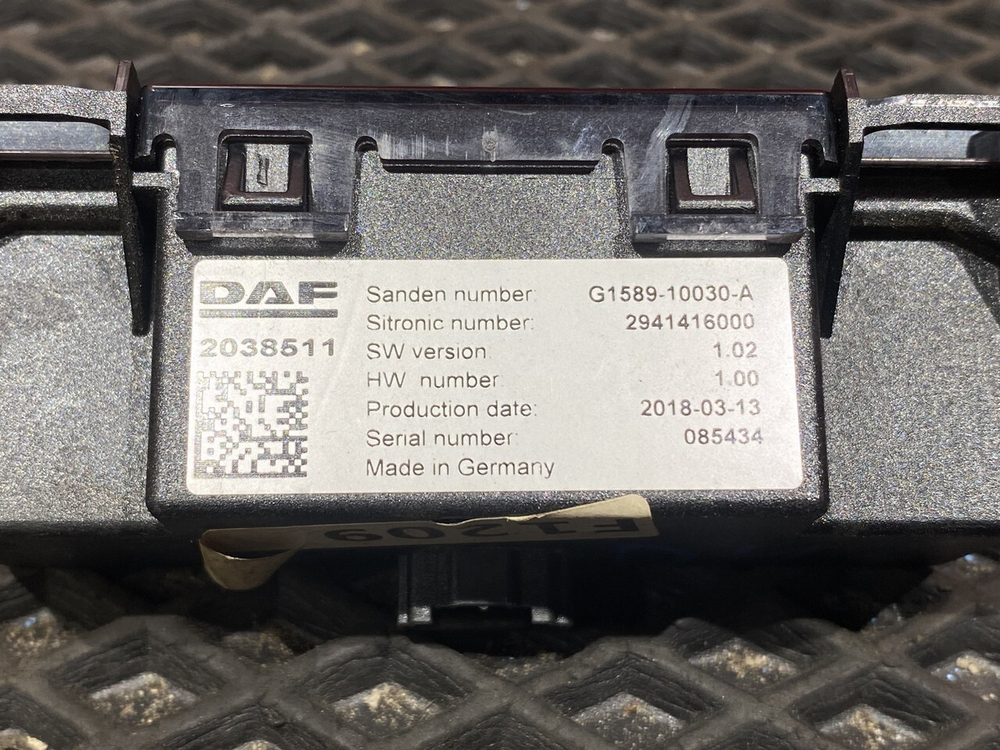 DAF
2038511
Sanden number: G1589-10030-A
Sitronic number: 2941416000
SW version 1.02
HW number 1.00
Production date: 2018-03-13
Serial number: 085434
Made in Germany
F1209